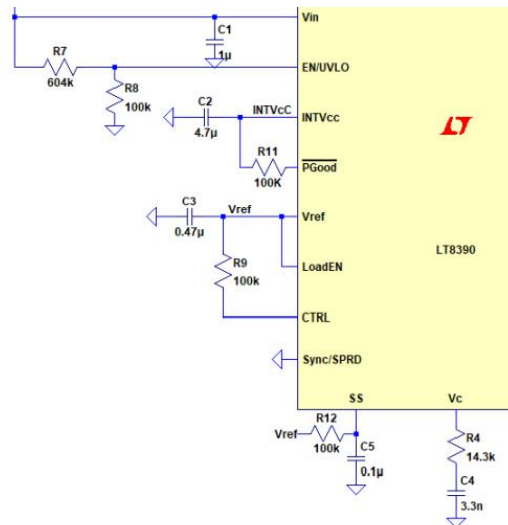 Vin
C1
1µ
R7
604k
EN/UVLO
R8
100k
C2
4.7µ
INTVcC
INTVcc
R11
100K
PGood
C3
0.47µ
Vref
Vref
R9
100k
LoadEN
LT8390
CTRL
Sync/SPRD
SS
Vc
R12
100k
Vref
C5
0.1µ
R4
14.3k
C4
3.3n